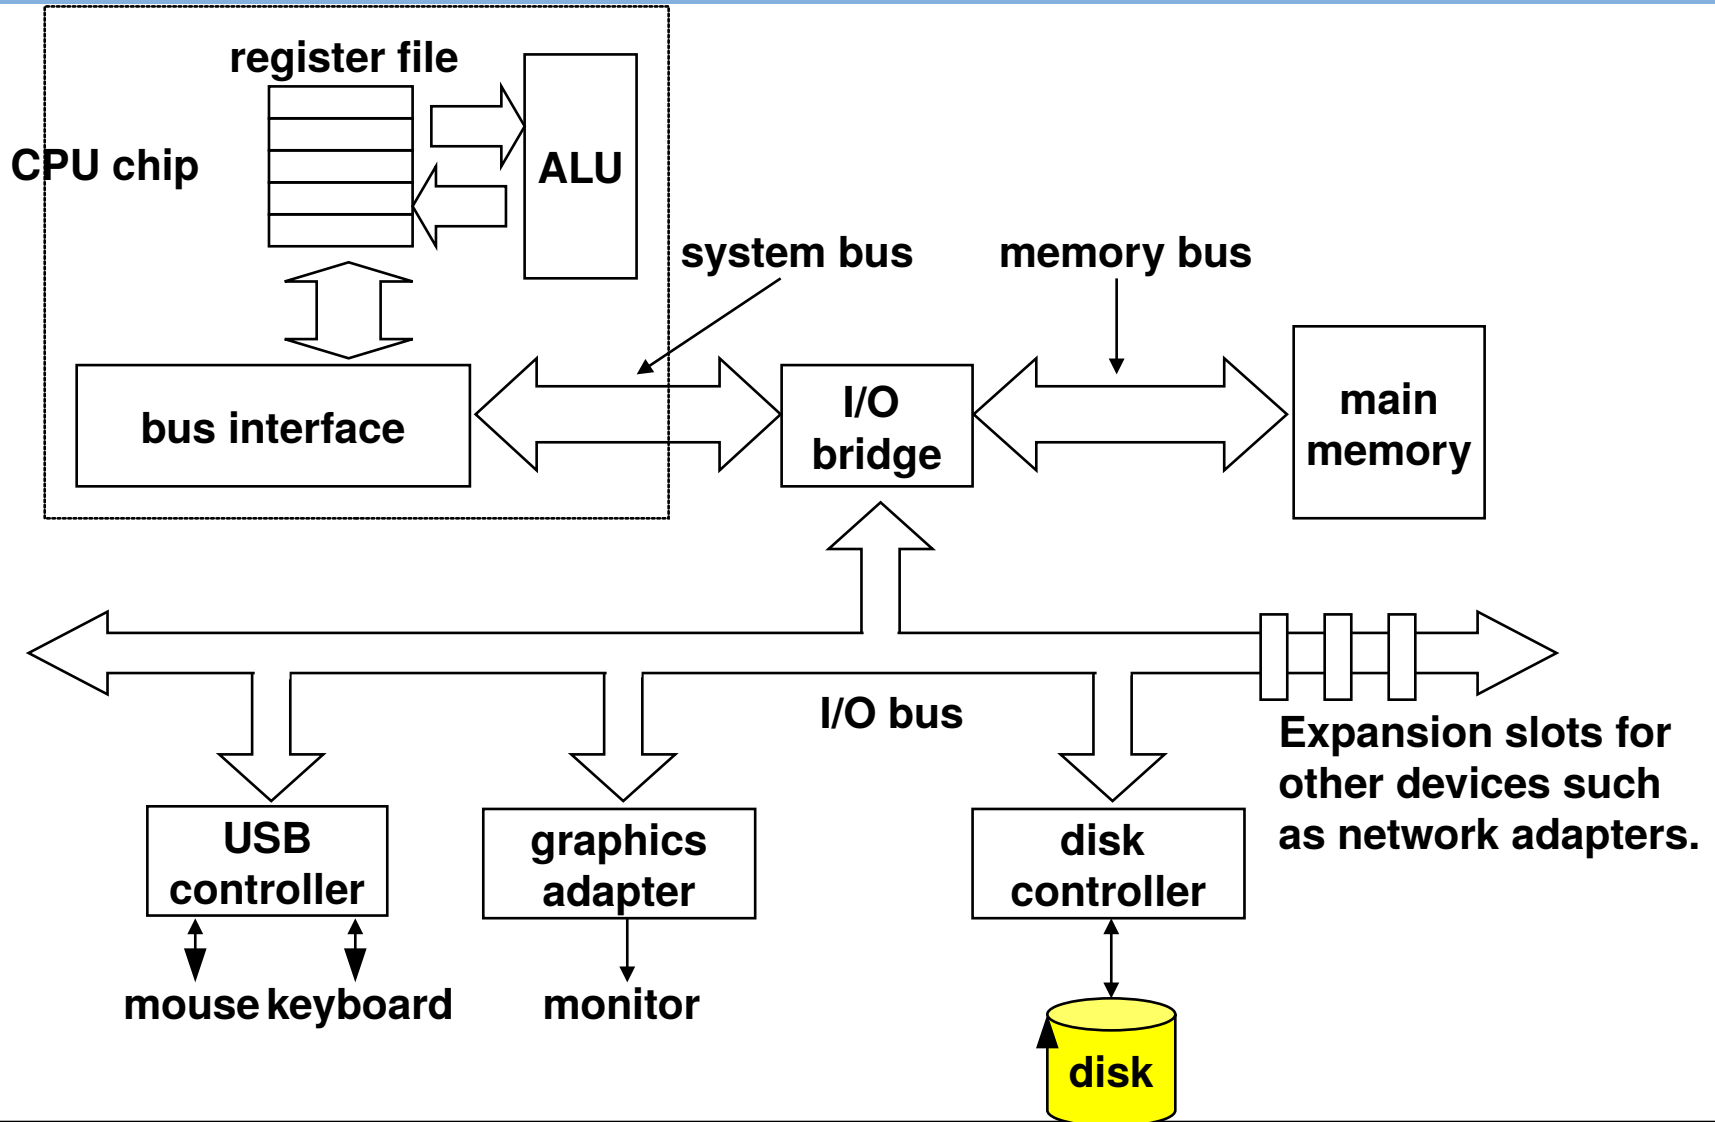 register file
CPU chip
ALU
system bus
memory bus
bus interface
I/O
bridge
main
memory
I/O bus
Expansion slots for
other devices such
as network adapters.
USB
controller
graphics
adapter
disk
controller
mouse
keyboard
monitor
disk